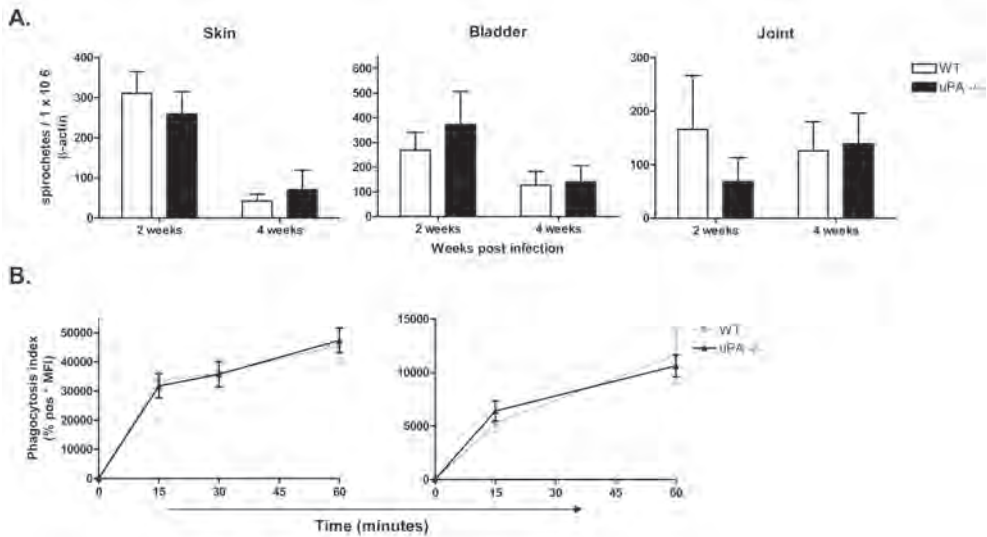 A.
Skin
Bladder
Joint
spirochetes / 1 x 10 6
β-actin
400
300
200
100
0
2 weeks
4 weeks
600
500
400
300
200
100
0
2 weeks
4 weeks
300
200
100
0
2 weeks
4 weeks
WT
uPA -/-
Weeks post infection
B.
Phagocytosis index
(% pos * MFI)
50000
40000
30000
20000
10000
0
0
15
30
45
60
15000
10000
5000
0
0
15
30
45
60
WT
uPA -/-
Time (minutes)